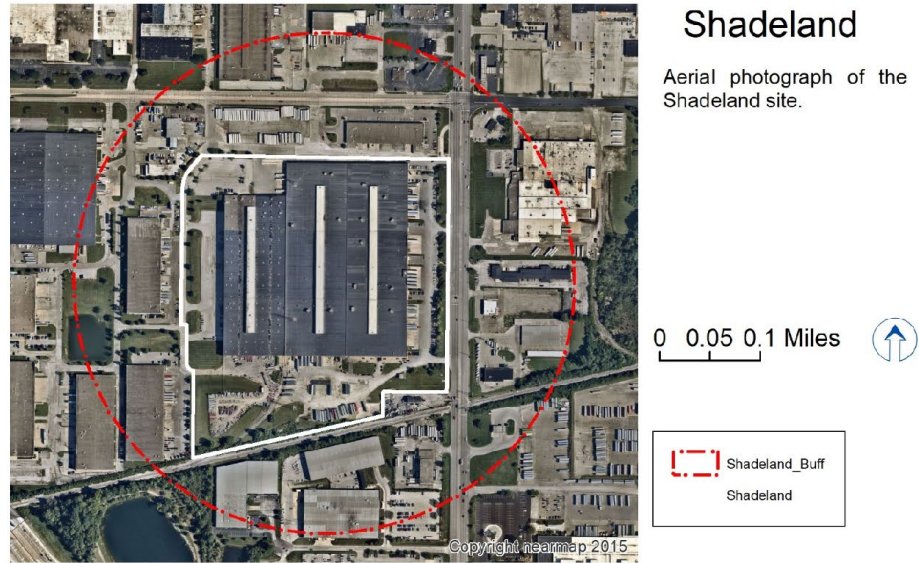 Shadeland
Aerial photograph of the
Shadeland site.
0 0.05 0.1 Miles
Shadeland_Buff
Shadeland
Copyright nearmap 2015